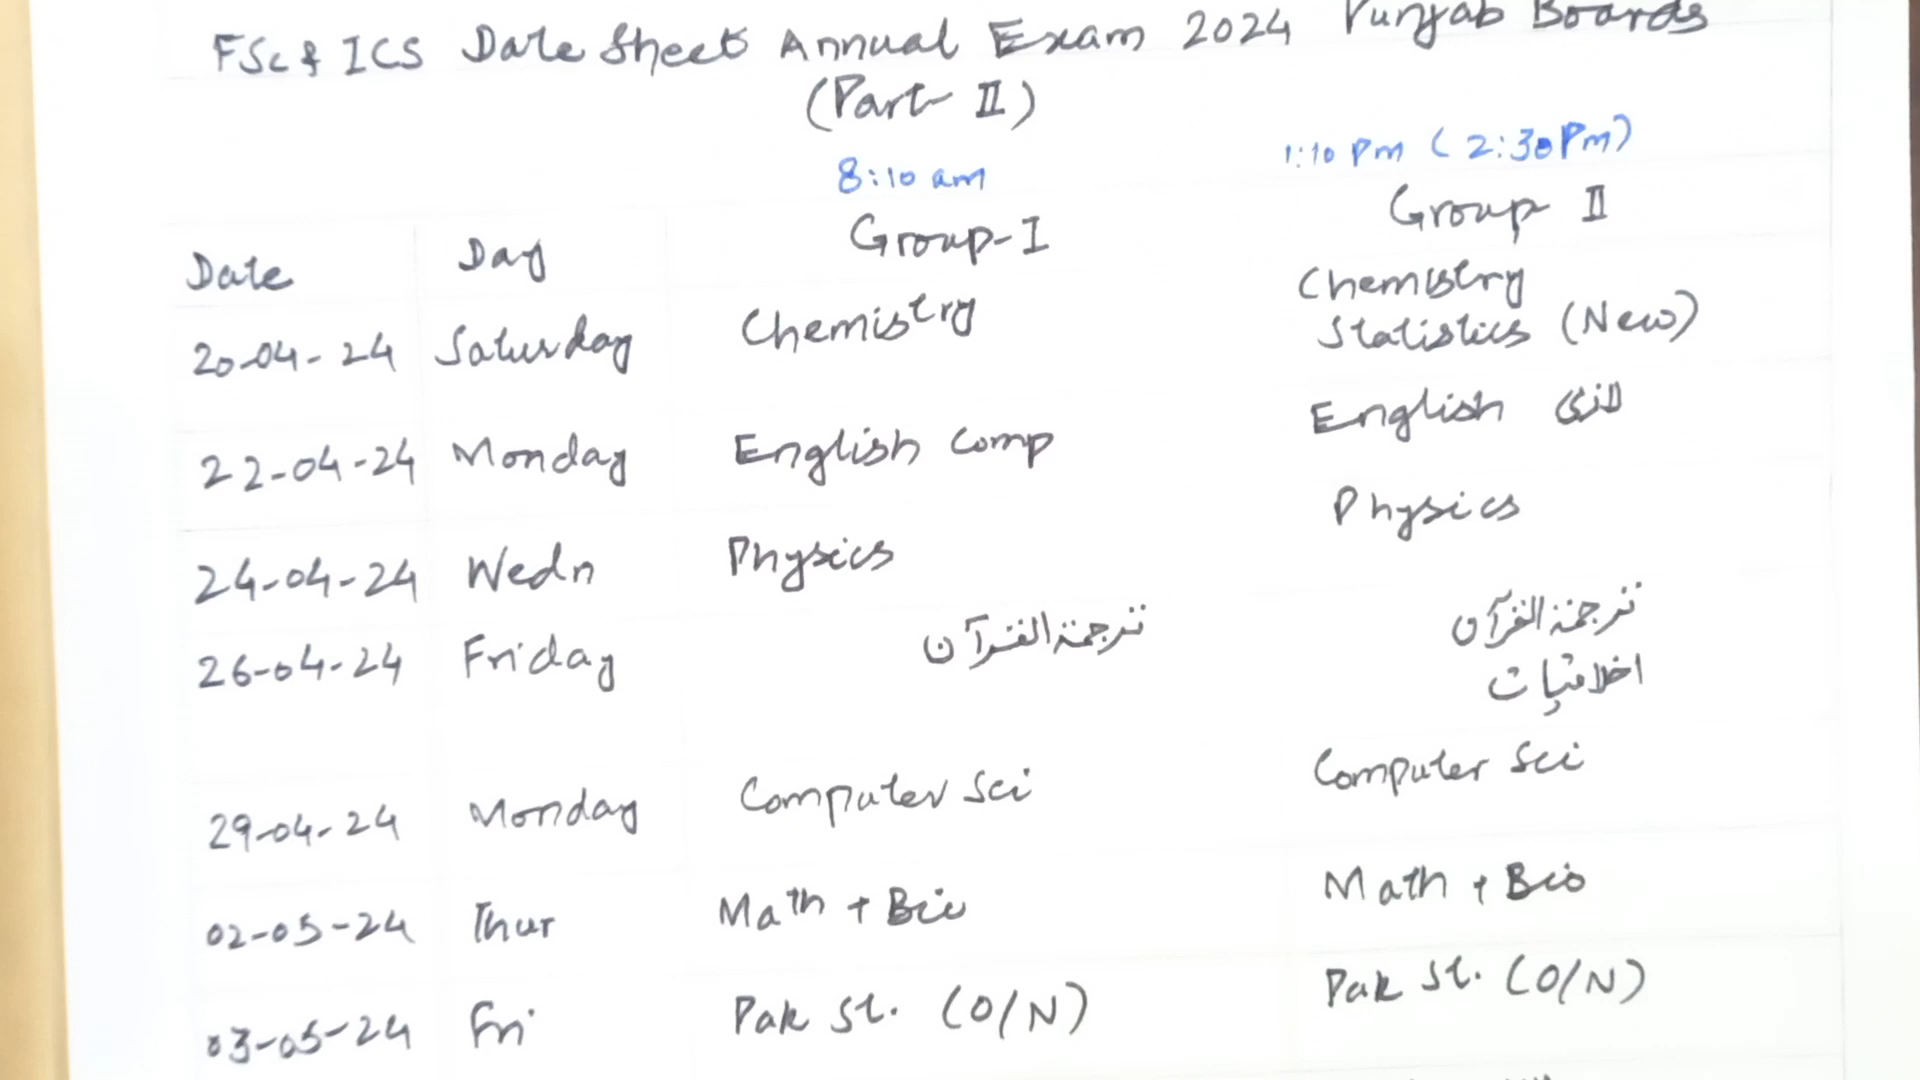 FSc & ICS Date Sheet Annual Exam 2024 Punjab Boards
(Part II)
8:10 am 1:10 Pm (2:30 Pm)
Date Day Group-I Group II
20-04-24 Saturday Chemistry Chemistry
Statistics (New)
22-04-24 Monday English Comp English لازمی
24-04-24 Wedn Physics Physics
26-04-24 Friday ترجمۃ القرآن ترجمۃ القرآن
اخلاقیات
29-04-24 Monday Computer Sci Computer Sci
02-05-24 Thur Math + Bio Math + Bio
03-05-24 Fri Pak St. (O/N) Pak St. (O/N)